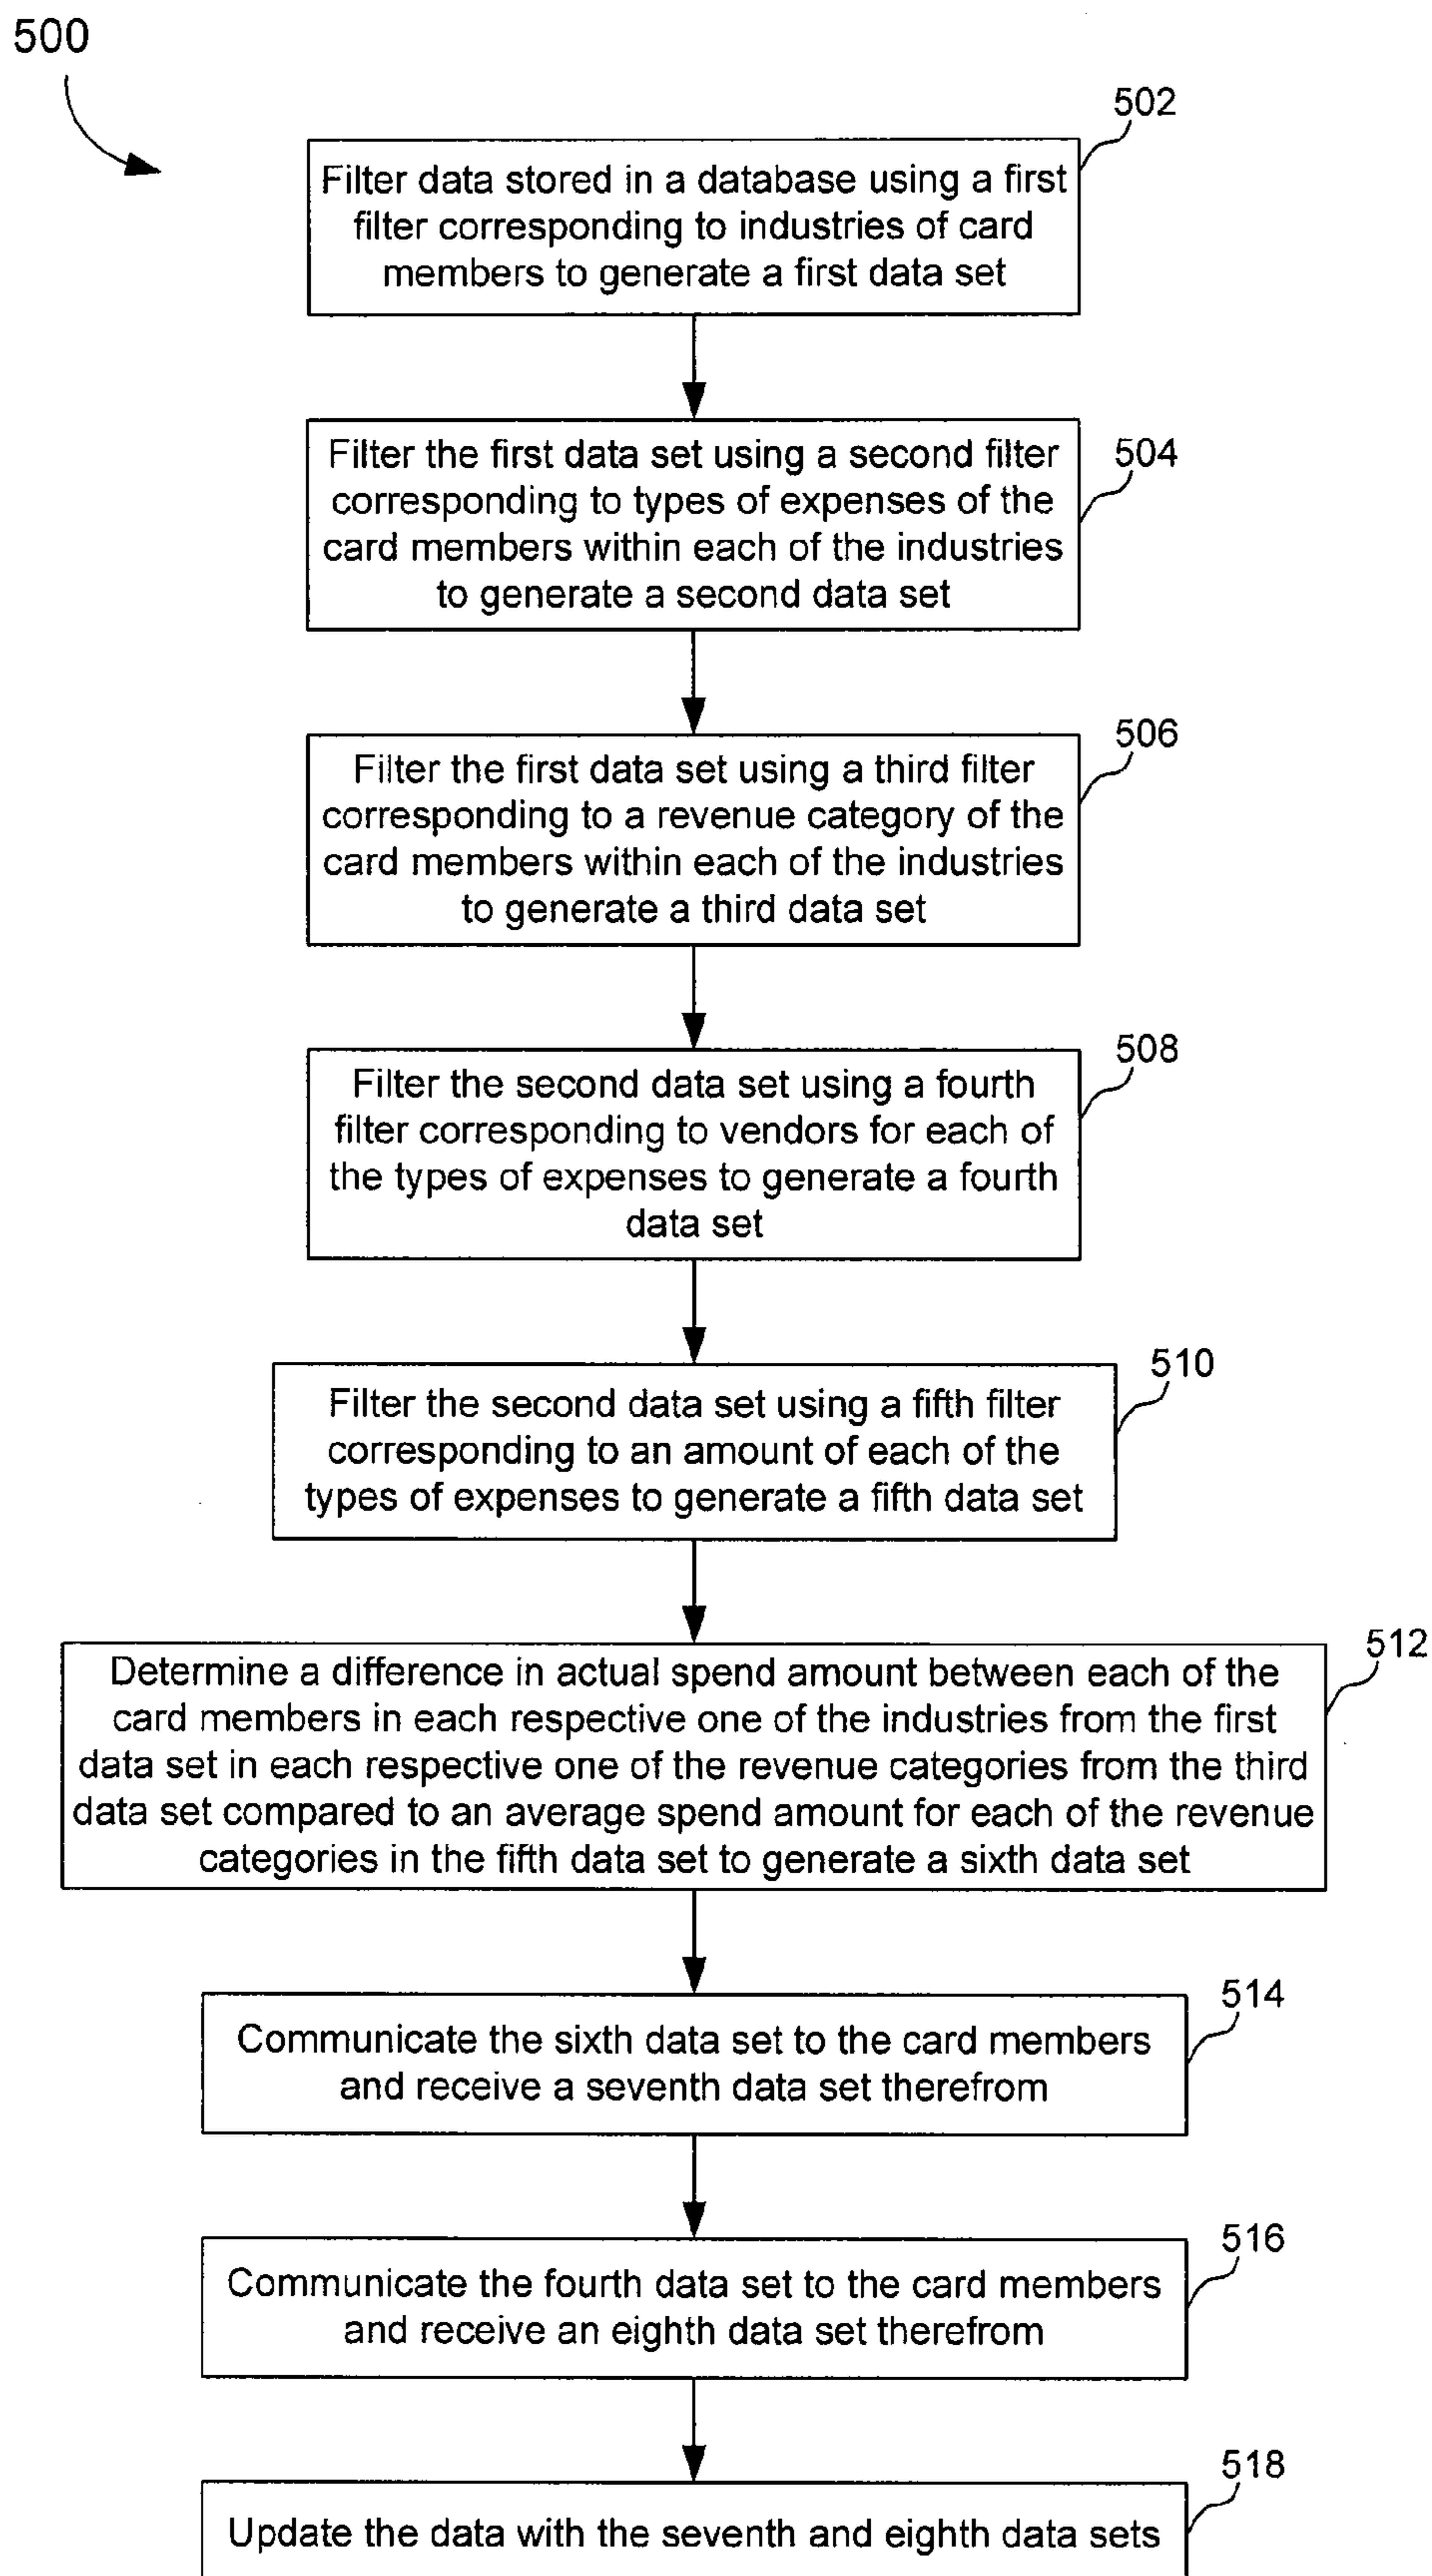 500
502
Filter data stored in a database using a first
filter corresponding to industries of card
members to generate a first data set
504
Filter the first data set using a second filter
corresponding to types of expenses of the
card members within each of the industries
to generate a second data set
506
Filter the first data set using a third filter
corresponding to a revenue category of the
card members within each of the industries
to generate a third data set
508
Filter the second data set using a fourth
filter corresponding to vendors for each of
the types of expenses to generate a fourth
data set
510
Filter the second data set using a fifth filter
corresponding to an amount of each of the
types of expenses to generate a fifth data set
512
Determine a difference in actual spend amount between each of the
card members in each respective one of the industries from the first
data set in each respective one of the revenue categories from the third
data set compared to an average spend amount for each of the revenue
categories in the fifth data set to generate a sixth data set
514
Communicate the sixth data set to the card members
and receive a seventh data set therefrom
516
Communicate the fourth data set to the card members
and receive an eighth data set therefrom
518
Update the data with the seventh and eighth data sets